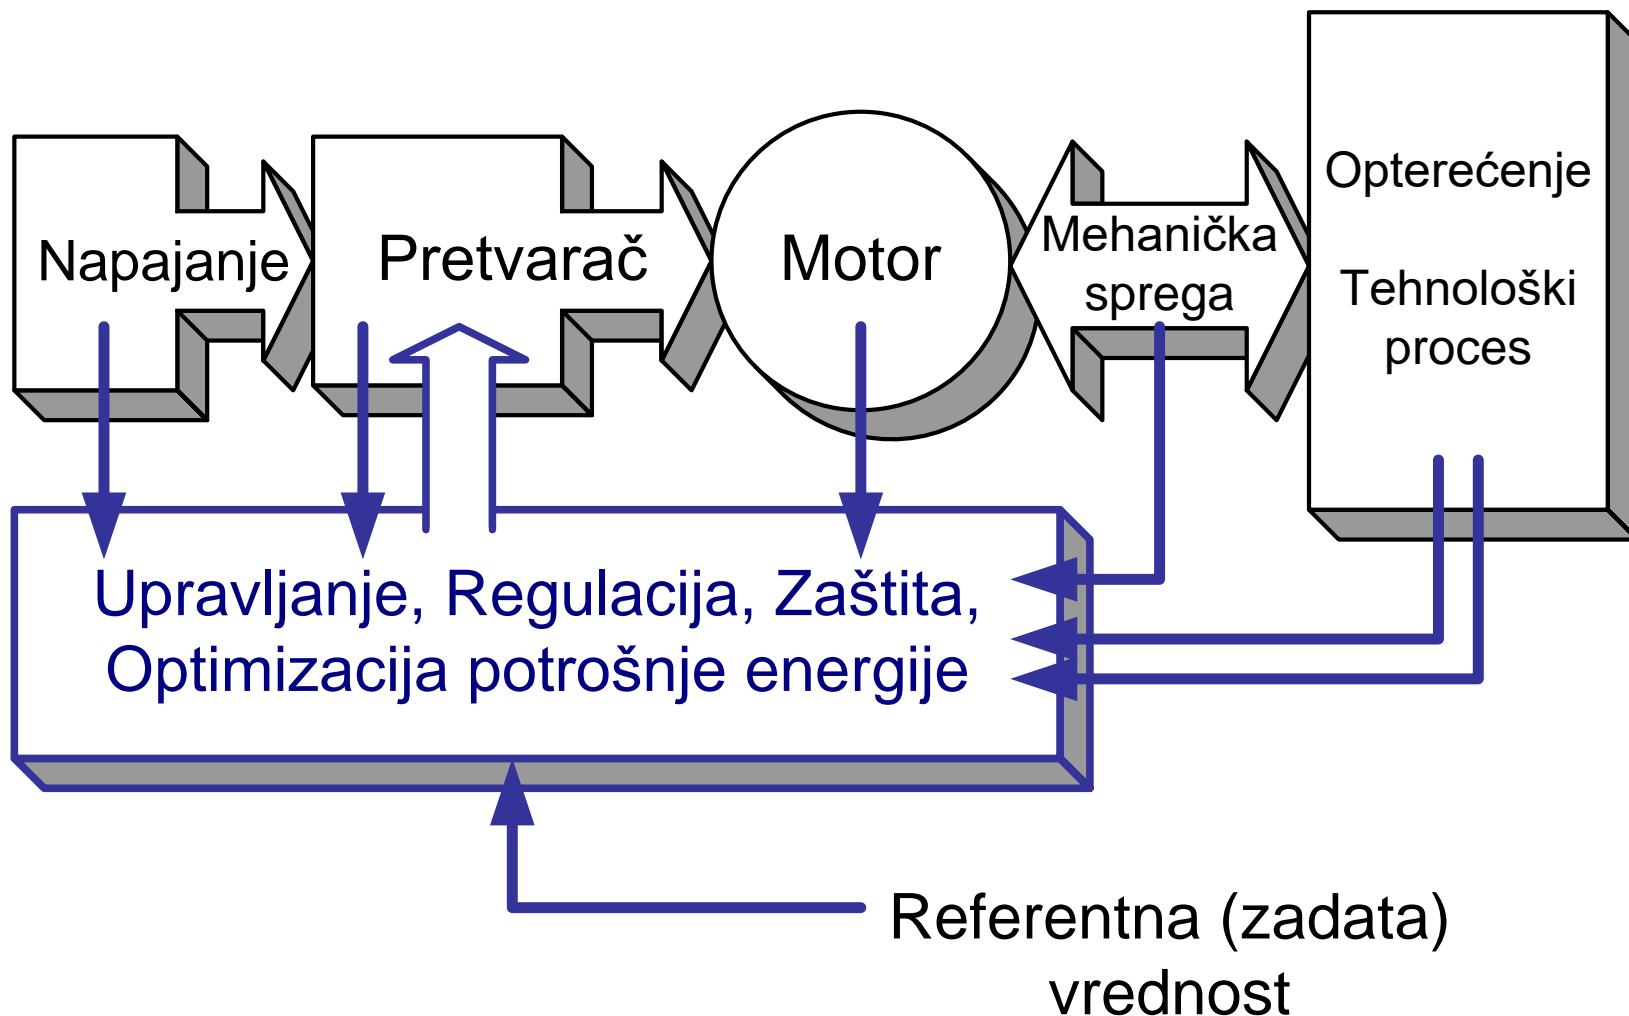 Napajanje
Pretvarač
Motor
Mehanička
sprega
Opterećenje
Tehnološki
proces
Upravljanje, Regulacija, Zaštita,
Optimizacija potrošnje energije
Referentna (zadata)
vrednost